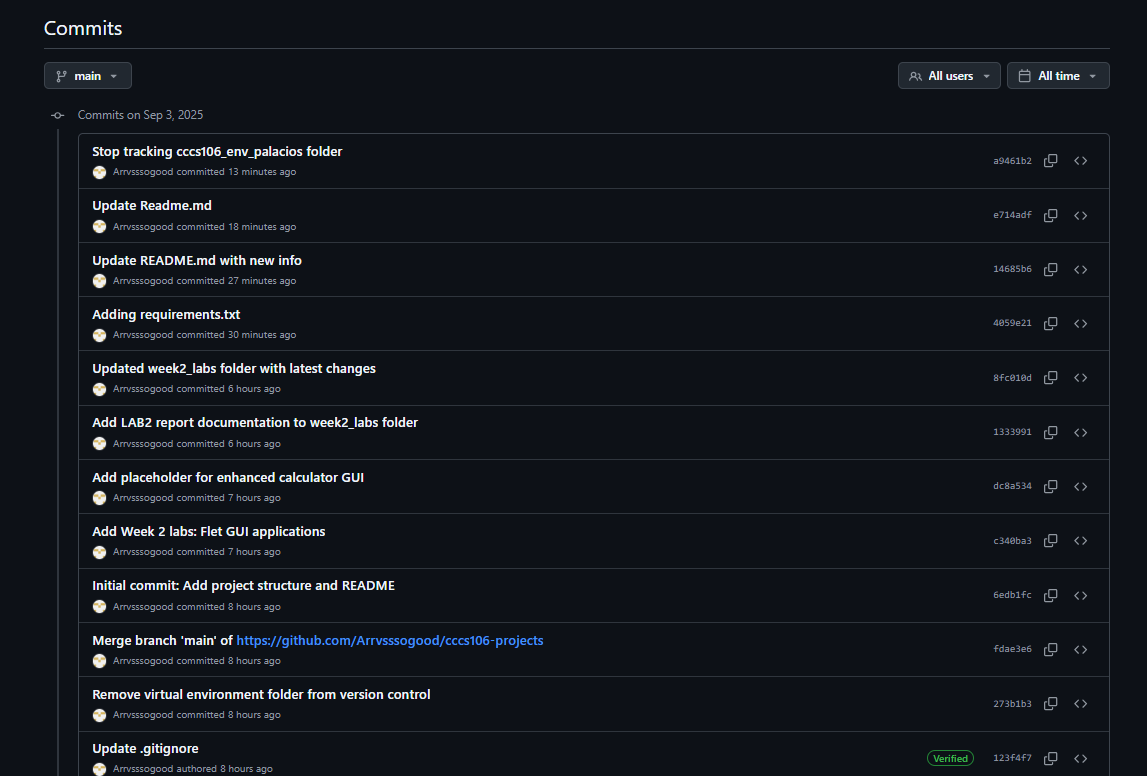 Commits
main
All users
All time
Commits on Sep 3, 2025
Stop tracking cccs106_env_palacios folder
Arrvsssogood committed 13 minutes ago
a9461b2
Update Readme.md
Arrvsssogood committed 18 minutes ago
e714adf
Update README.md with new info
Arrvsssogood committed 27 minutes ago
14685b6
Adding requirements.txt
Arrvsssogood committed 30 minutes ago
4059e21
Updated week2_labs folder with latest changes
Arrvsssogood committed 6 hours ago
8fc010d
Add LAB2 report documentation to week2_labs folder
Arrvsssogood committed 6 hours ago
1333991
Add placeholder for enhanced calculator GUI
Arrvsssogood committed 7 hours ago
dc8a534
Add Week 2 labs: Flet GUI applications
Arrvsssogood committed 7 hours ago
c340ba3
Initial commit: Add project structure and README
Arrvsssogood committed 8 hours ago
6edb1fc
Merge branch 'main' of https://github.com/Arrvsssogood/cccs106-projects
Arrvsssogood committed 8 hours ago
fdae3e6
Remove virtual environment folder from version control
Arrvsssogood committed 8 hours ago
273b1b3
Update .gitignore
Arrvsssogood authored 8 hours ago
Verified
123f4f7